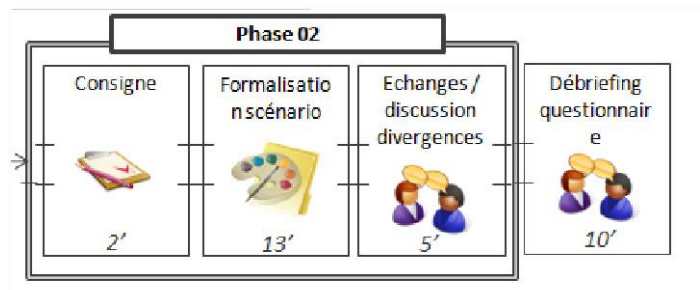 Phase 02
Consigne
2’
Formalisatio
n scénario
13’
Echanges /
discussion
divergences
5’
Débriefing
questionnair
e
10’